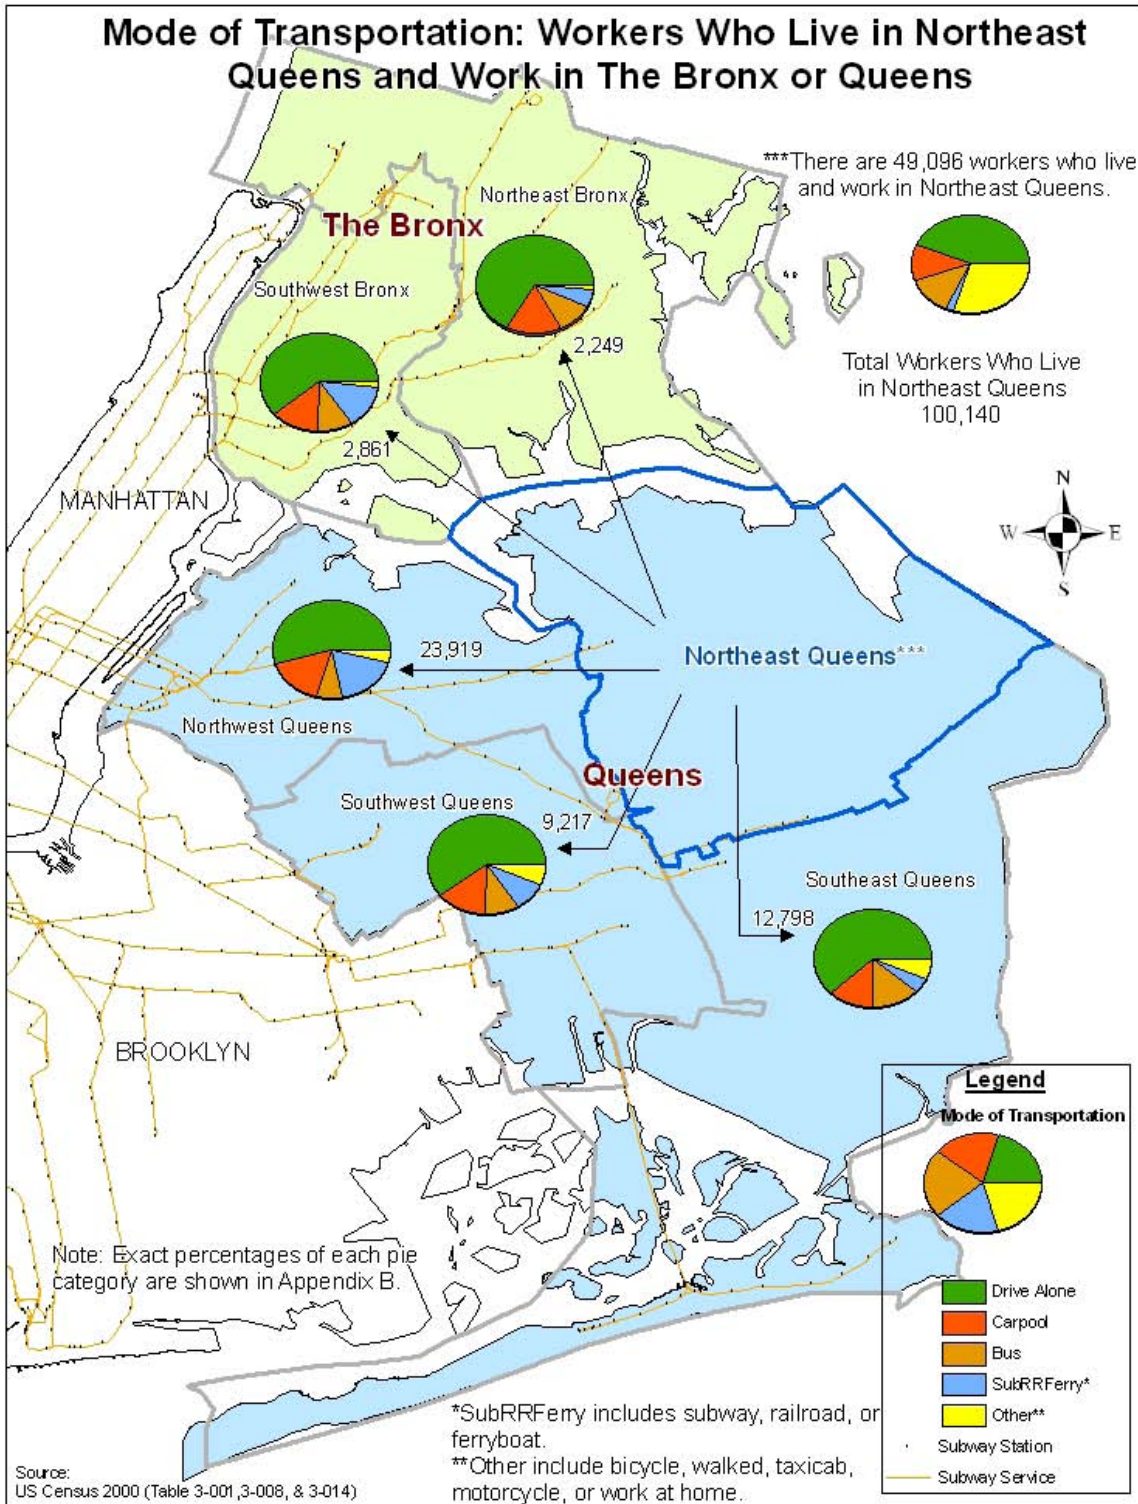 Mode of Transportation: Workers Who Live in Northeast
Queens and Work in The Bronx or Queens
***There are 49,096 workers who live
and work in Northeast Queens.
Northeast Bronx
The Bronx
Southwest Bronx
2,249
Total Workers Who Live
in Northeast Queens
100,140
2,861
MANHATTAN
N
W
E
S
23,919
Northeast Queens***
Northwest Queens
Queens
Southwest Queens
9,217
Southeast Queens
12,798
BROOKLYN
Legend
Mode of Transportation
Note: Exact percentages of each pie
category are shown in Appendix B.
Drive Alone
Carpool
Bus
SubRRFerry*
Other**
Subway Station
Subway Service
*SubRRFerry includes subway, railroad, or
ferryboat.
**Other include bicycle, walked, taxicab,
motorcycle, or work at home.
Source:
US Census 2000 (Table 3-001,3-008, & 3-014)